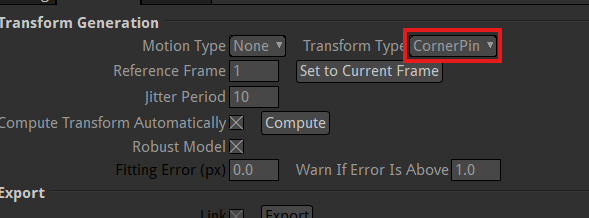 Transform Generation
Motion Type None Transform Type CornerPin
Reference Frame 1 Set to Current Frame
Jitter Period 10
Compute Transform Automatically Compute
Robust Model
Fitting Error (px) 0.0 Warn If Error Is Above 1.0
Export
Link Export